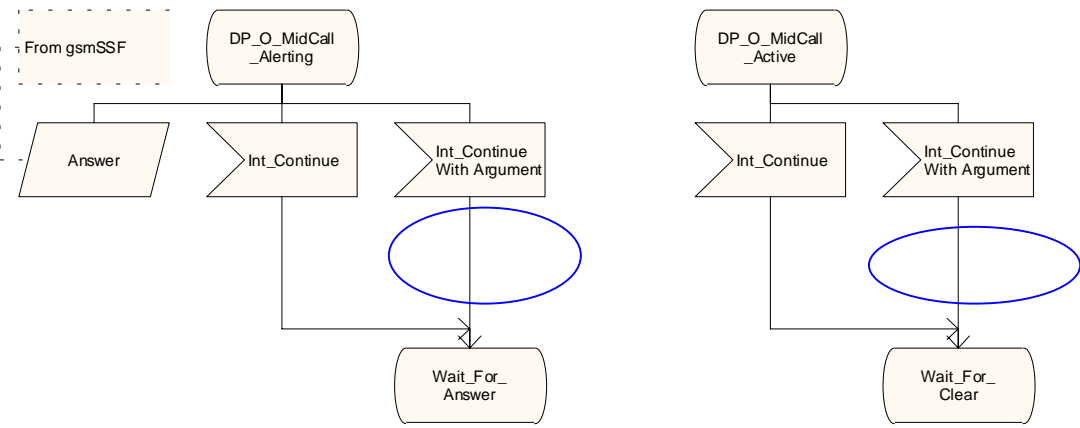 From gsmSSF
DP_O_MidCall
_Alerting
DP_O_MidCall
_Active
Answer
Int_Continue
Int_Continue
With Argument
Int_Continue
Int_Continue
With Argument
Wait_For_
Answer
Wait_For_
Clear